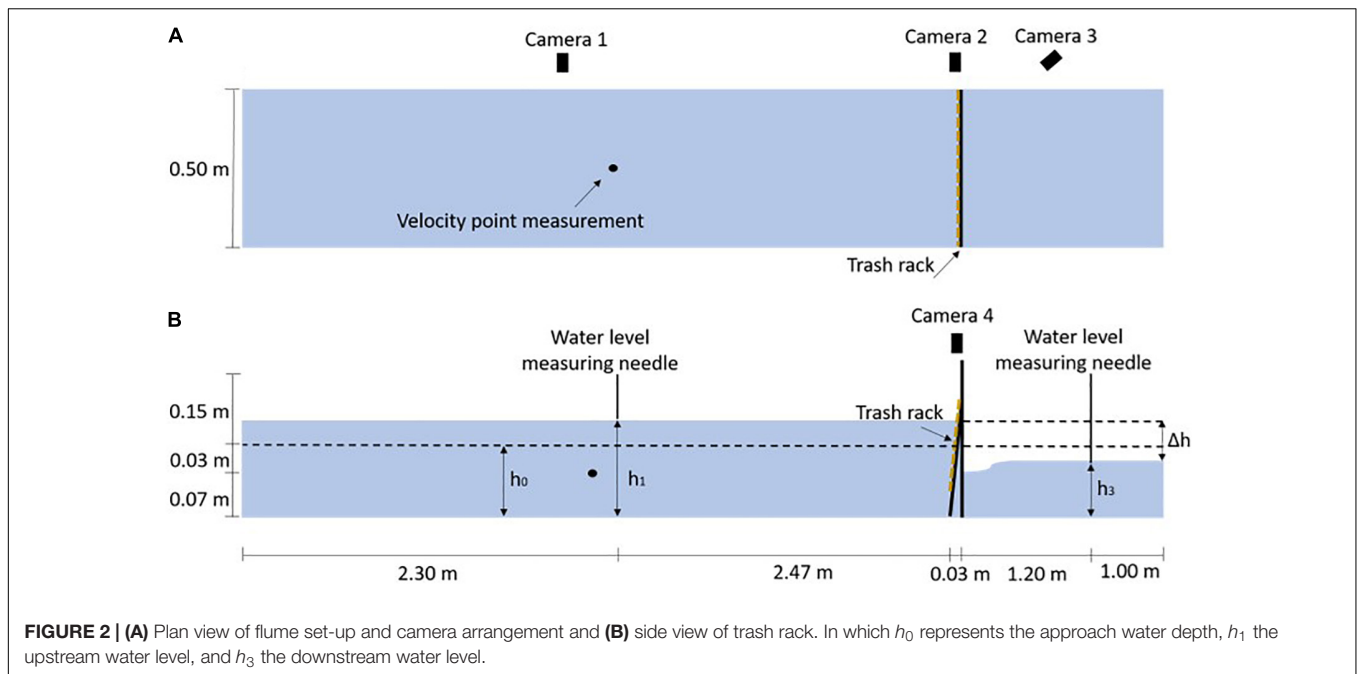 A
Camera 1
Camera 2
Camera 3
0.50 m
Velocity point measurement
Trash rack
B
Camera 4
Water level
measuring needle
Water level
measuring needle
0.15 m
Trash rack
Δh
0.03 m
h₀
h₁
h₃
0.07 m
2.30 m
2.47 m
0.03 m
1.20 m
1.00 m
FIGURE 2 | (A) Plan view of flume set-up and camera arrangement and (B) side view of trash rack. In which h₀ represents the approach water depth, h₁ the
upstream water level, and h₃ the downstream water level.